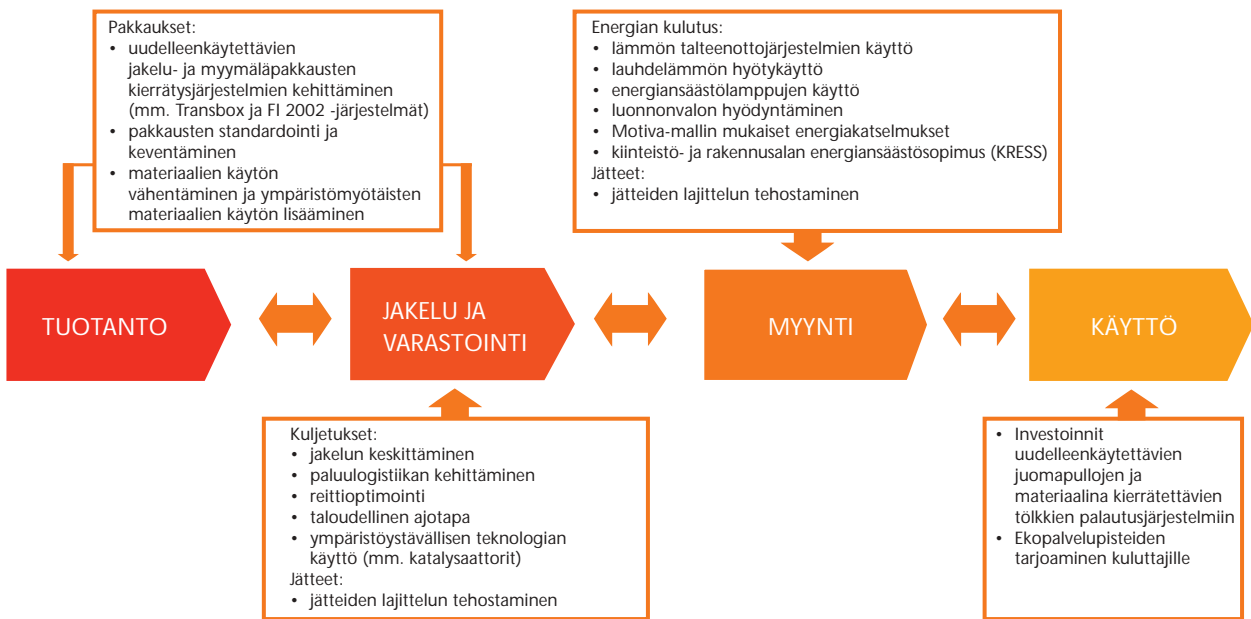 Pakkaukset:
• uudelleenkäytettävien
jakelu- ja myymäläpakkausten
kierrätysjärjestelmien kehittäminen
(mm. Transbox ja FI 2002 -järjestelmät)
• pakkausten standardointi ja
keventäminen
• materiaalien käytön
vähentäminen ja ympäristömyötäisten
materiaalien käytön lisääminen
Energian kulutus:
• lämmön talteenottojärjestelmien käyttö
• lauhdelämmön hyötykäyttö
• energiansäästölamppujen käyttö
• luonnonvalon hyödyntäminen
• Motiva-mallin mukaiset energiakatselmukset
• kiinteistö- ja rakennusalan energiansäästösopimus (KRESS)
Jätteet:
• jätteiden lajittelun tehostaminen
TUOTANTO
JAKELU JA
VARASTOINTI
MYYNTI
KÄYTTÖ
Kuljetukset:
• jakelun keskittäminen
• paluulogistiikan kehittäminen
• reittioptimointi
• taloudellinen ajotapa
• ympäristöystävällisen teknologian
käyttö (mm. katalysaattorit)
Jätteet:
• jätteiden lajittelun tehostaminen
• Investoinnit
uudelleenkäytettävien
juomapullojen ja
materiaalina kierrätettävien
tölkkien palautusjärjestelmiin
• Ekopalvelupisteiden
tarjoaminen kuluttajille